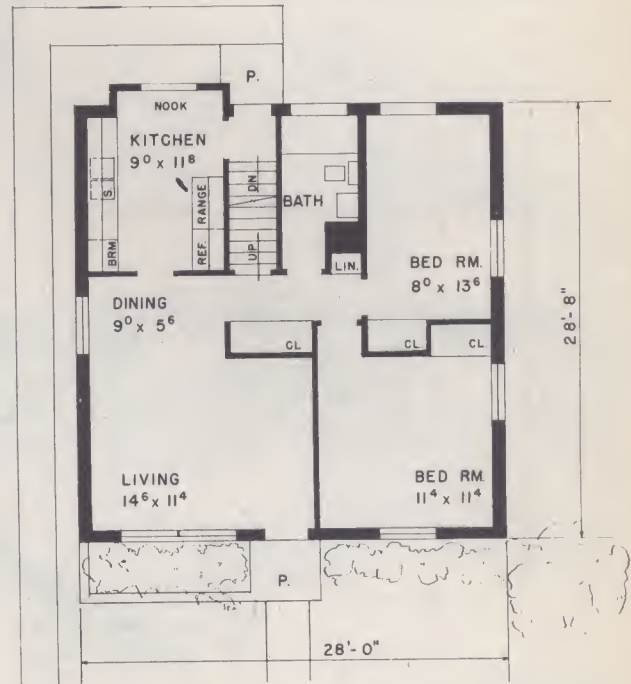 P.
NOOK
KITCHEN
9⁰ x 11⁸
S.
BRM.
RANGE
REF.
DN.
UP
BATH
LIN.
BED RM.
8⁰ x 13⁶
DINING
9⁰ x 5⁶
CL.
CL.
CL.
28'-8"
LIVING
14⁶ x 11⁴
BED RM.
11⁴ x 11⁴
P.
28'-0"